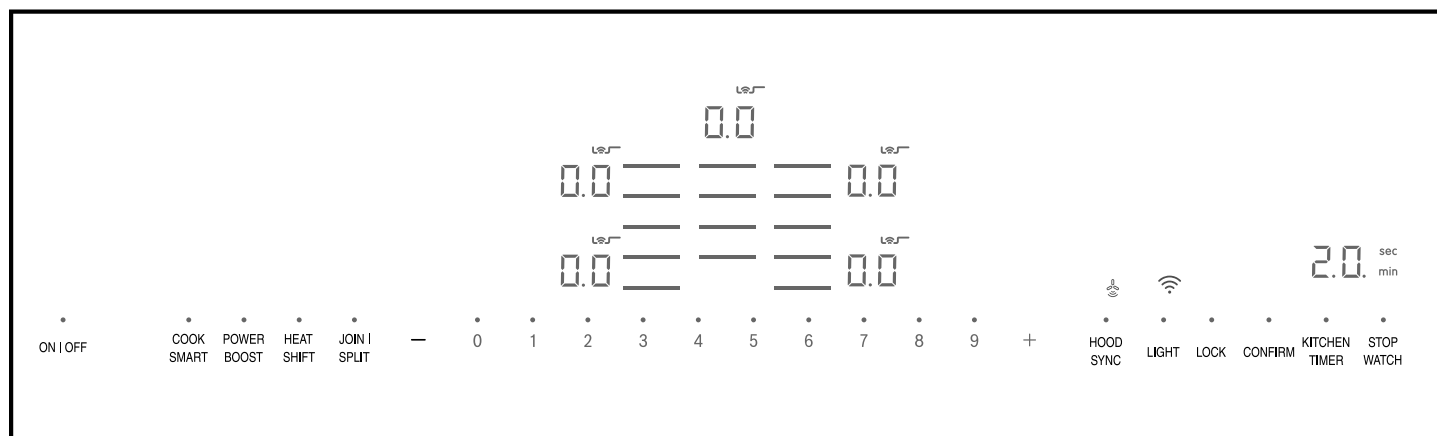 0.0
0.0 0.0
0.0 0.0
2.0. sec
min
ON | OFF
COOK
SMART
POWER
BOOST
HEAT
SHIFT
JOIN |
SPLIT
− 0 1 2 3 4 5 6 7 8 9 +
HOOD
SYNC
LIGHT
LOCK
CONFIRM
KITCHEN
TIMER
STOP
WATCH